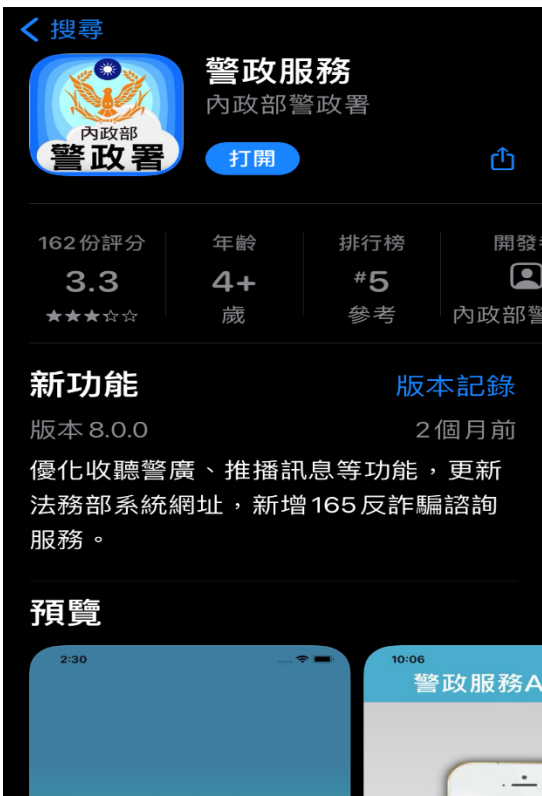 搜尋
內政部
警政署
警政服務
內政部警政署
打開
162份評分
年齡
排行榜
開發
3.3
4+
#5
★★★☆☆
歲
參考
內政部警
新功能
版本記錄
版本 8.0.0
2個月前
優化收聽警廣、推播訊息等功能，更新
法務部系統網址，新增165反詐騙諮詢
服務。
預覽
2:30
10:06
警政服務A